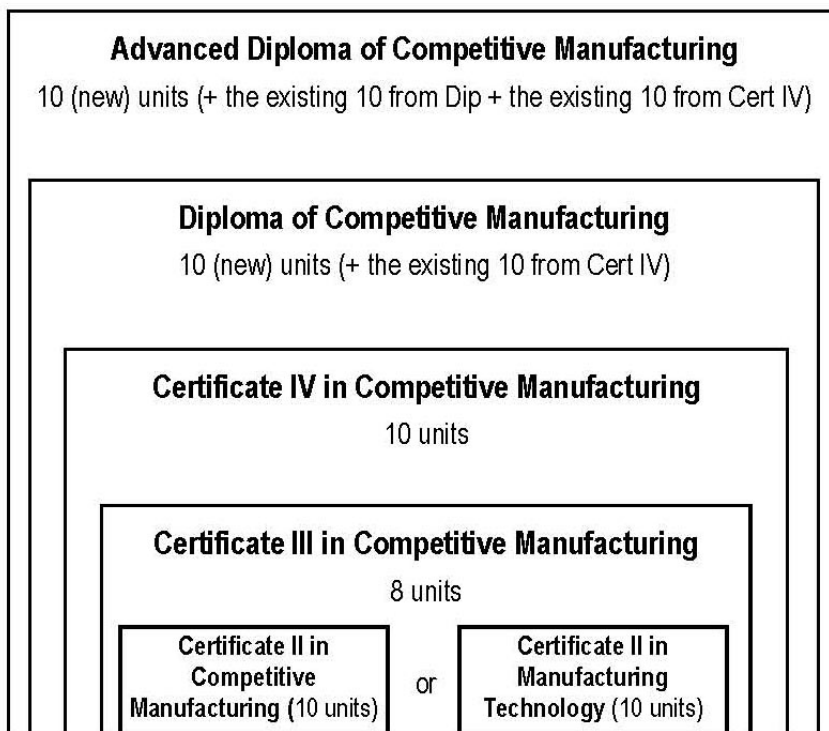 Advanced Diploma of Competitive Manufacturing
10 (new) units (+ the existing 10 from Dip + the existing 10 from Cert IV)
Diploma of Competitive Manufacturing
10 (new) units (+ the existing 10 from Cert IV)
Certificate IV in Competitive Manufacturing
10 units
Certificate III in Competitive Manufacturing
8 units
Certificate II in
Competitive
Manufacturing (10 units)
or
Certificate II in
Manufacturing
Technology (10 units)